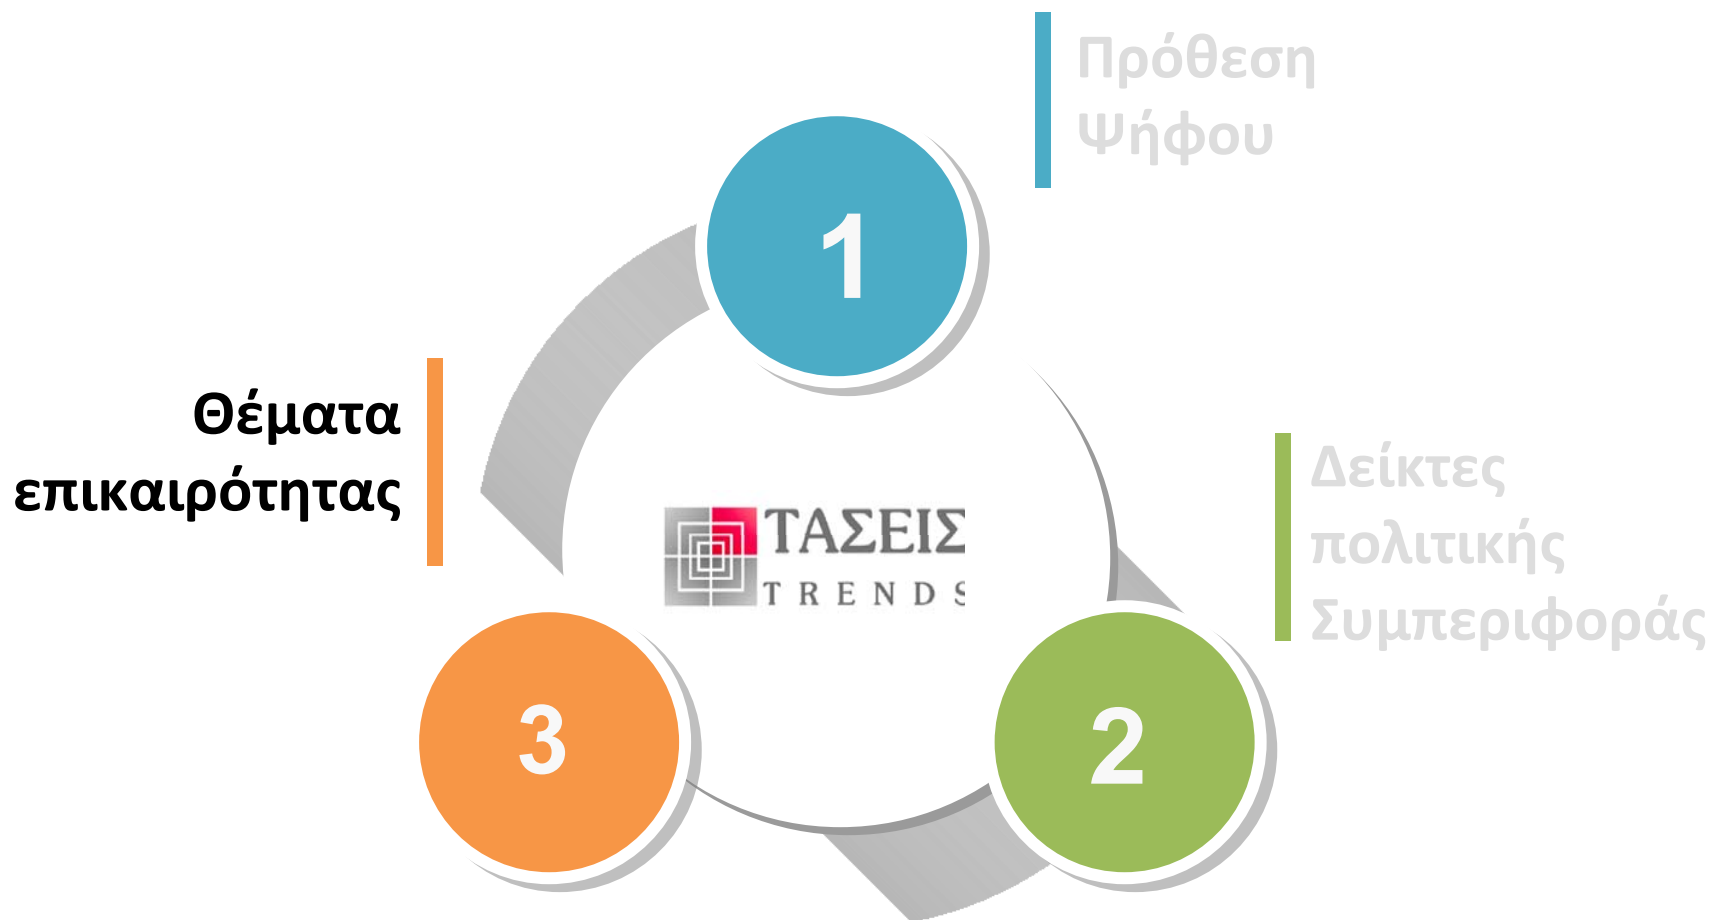 Πρόθεση
Ψήφου
1
Θέματα
επικαιρότητας
Δείκτες
πολιτικής
Συμπεριφοράς
ΤΑΣΕΙΣ
TRENDS
3
2